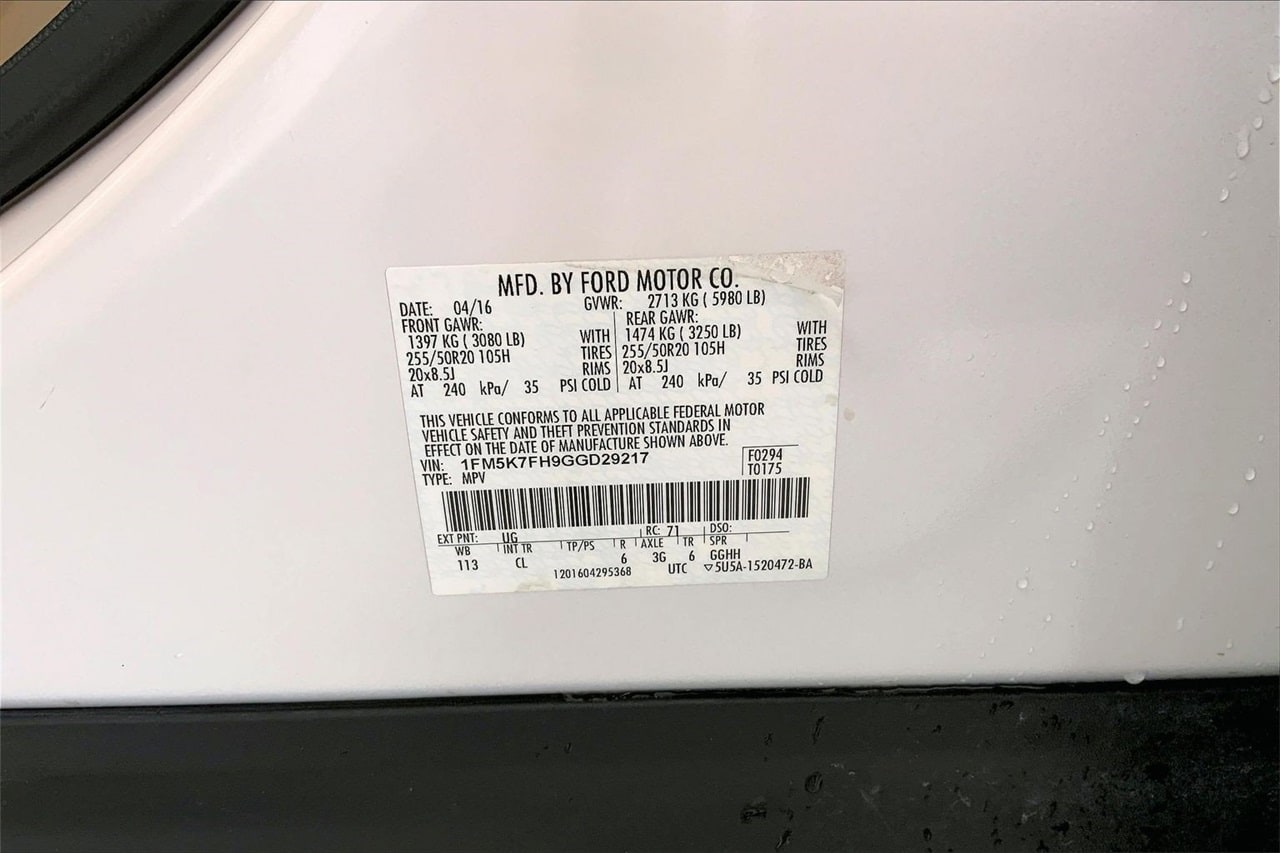 MFD. BY FORD MOTOR CO.
DATE: 04/16 GVWR: 2713 KG ( 5980 LB)
FRONT GAWR: REAR GAWR:
1397 KG ( 3080 LB) WITH 1474 KG ( 3250 LB) WITH
255/50R20 105H TIRES 255/50R20 105H TIRES
20x8.5J RIMS 20x8.5J RIMS
AT 240 kPa/ 35 PSI COLD AT 240 kPa/ 35 PSI COLD
THIS VEHICLE CONFORMS TO ALL APPLICABLE FEDERAL MOTOR
VEHICLE SAFETY AND THEFT PREVENTION STANDARDS IN
EFFECT ON THE DATE OF MANUFACTURE SHOWN ABOVE.
VIN: 1FM5K7FH9GGD29217 F0294
TYPE: MPV T0175
EXT PNT: UG RC: 71 DSO:
WB INT TR TP/PS R AXLE TR SPR
113 CL 6 3G 6 GGHH
1201604295368 UTC ▽5U5A-1520472-BA